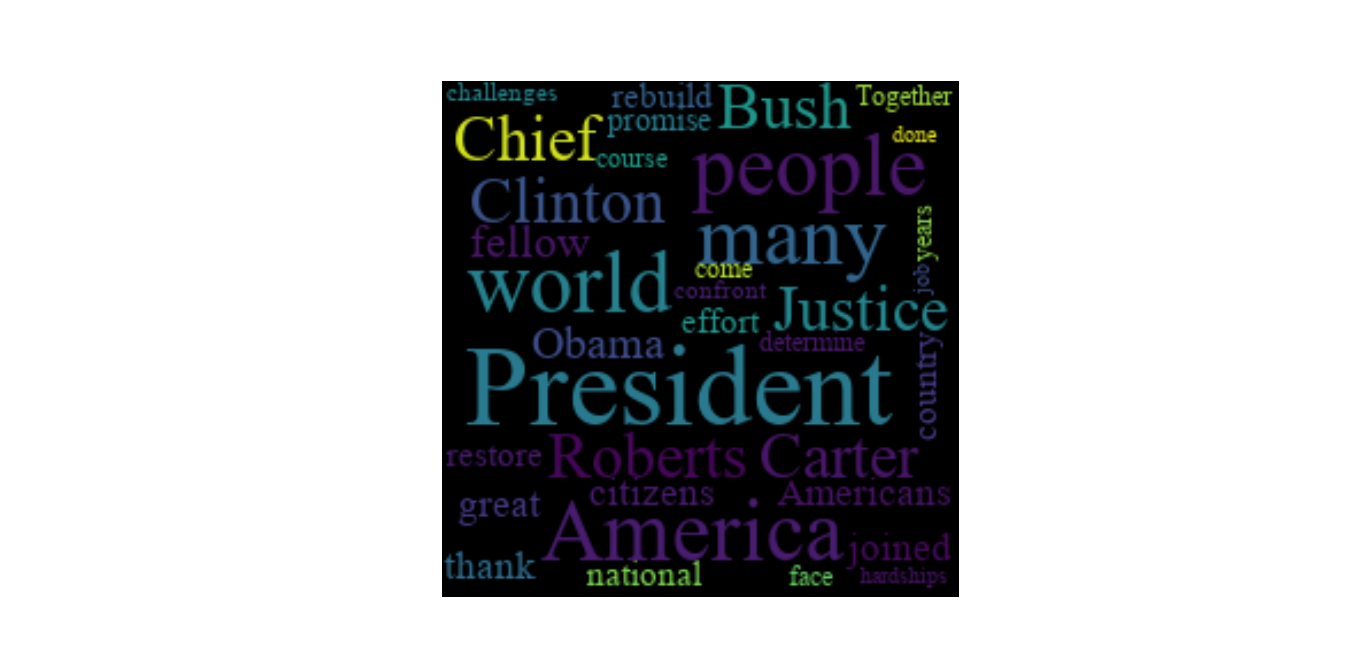 challenges
rebuild
Bush
Together
Chief
promise
done
course
people
Clinton
many
years
fellow
world
come
job
confront
Justice
effort
Obama
determine
country
President
restore
Roberts
Carter
great
citizens
Americans
America
joined
thank
national
face
hardships